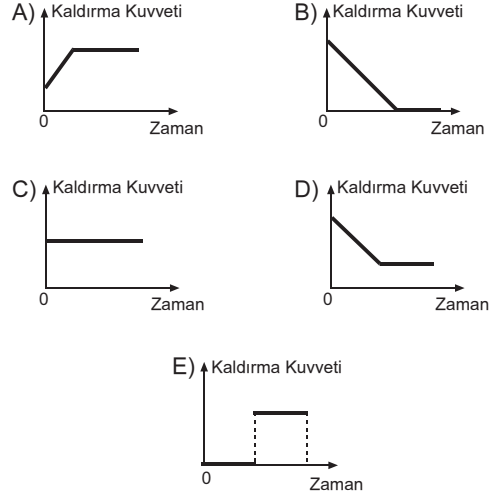 A) Kaldırma Kuvveti
0
Zaman
B) Kaldırma Kuvveti
0
Zaman
C) Kaldırma Kuvveti
0
Zaman
D) Kaldırma Kuvveti
0
Zaman
E) Kaldırma Kuvveti
0
Zaman